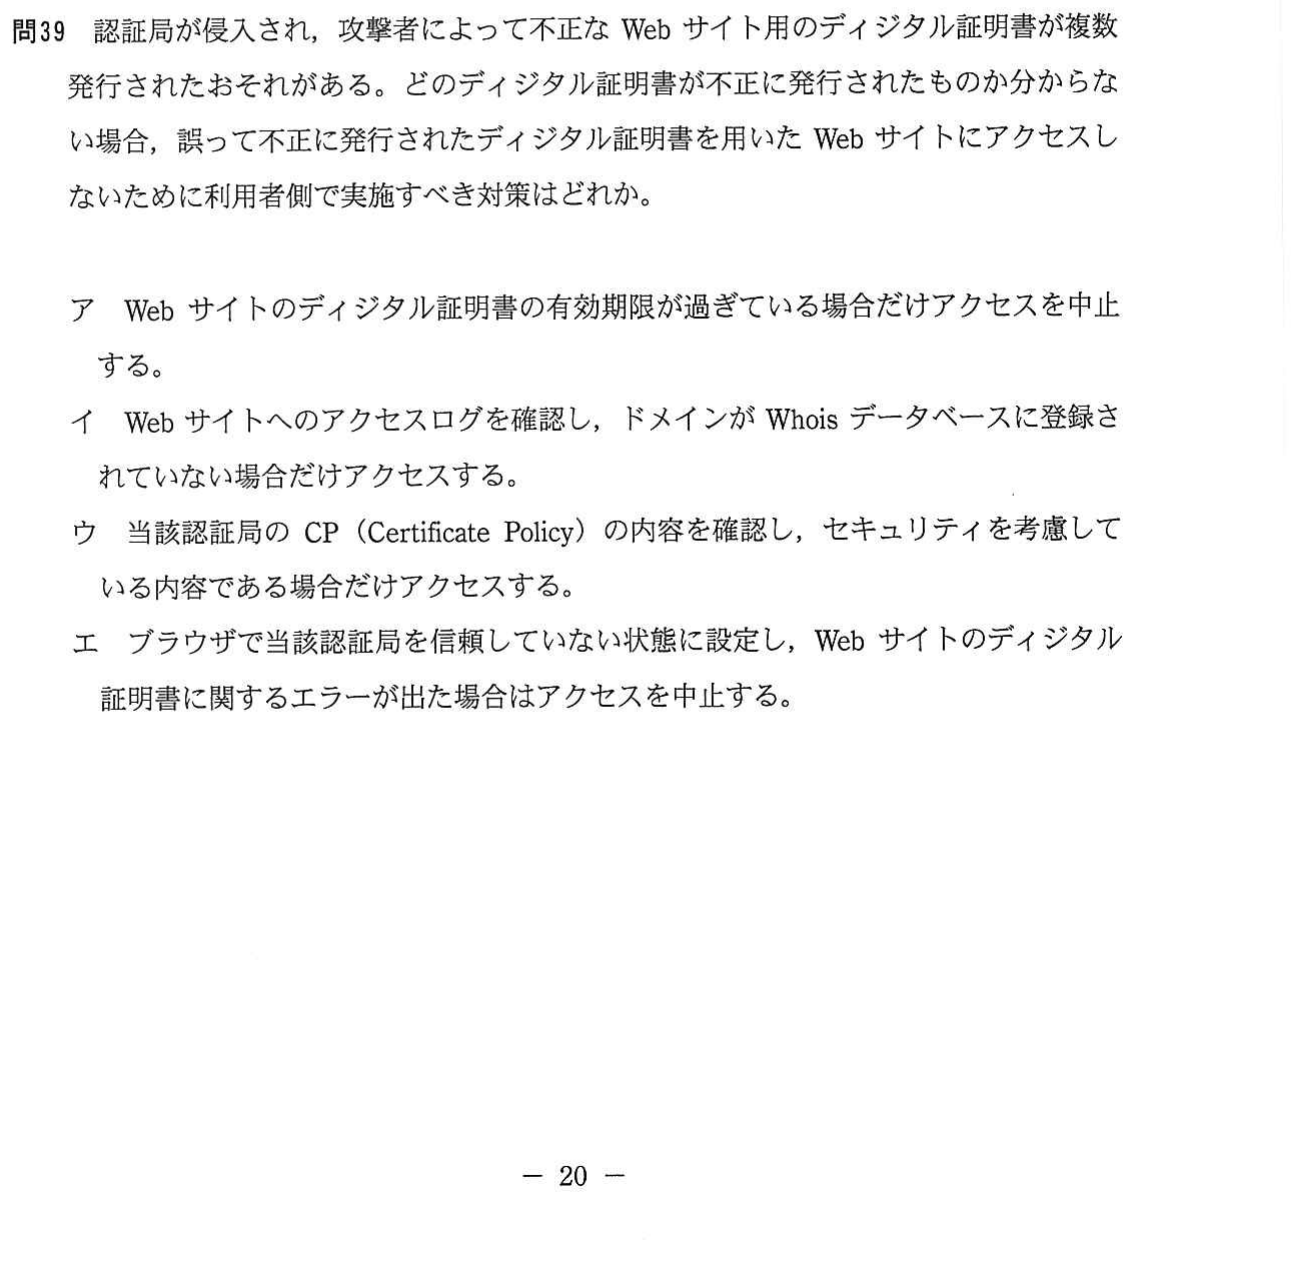 問39　認証局が侵入され，攻撃者によって不正な Web サイト用のディジタル証明書が複数
発行されたおそれがある。どのディジタル証明書が不正に発行されたものか分からな
い場合，誤って不正に発行されたディジタル証明書を用いた Web サイトにアクセスし
ないために利用者側で実施すべき対策はどれか。
ア　Web サイトのディジタル証明書の有効期限が過ぎている場合だけアクセスを中止
する。
イ　Web サイトへのアクセスログを確認し，ドメインが Whois データベースに登録さ
れていない場合だけアクセスする。
ウ　当該認証局の CP（Certificate Policy）の内容を確認し，セキュリティを考慮して
いる内容である場合だけアクセスする。
エ　ブラウザで当該認証局を信頼していない状態に設定し，Web サイトのディジタル
証明書に関するエラーが出た場合はアクセスを中止する。
― 20 ―